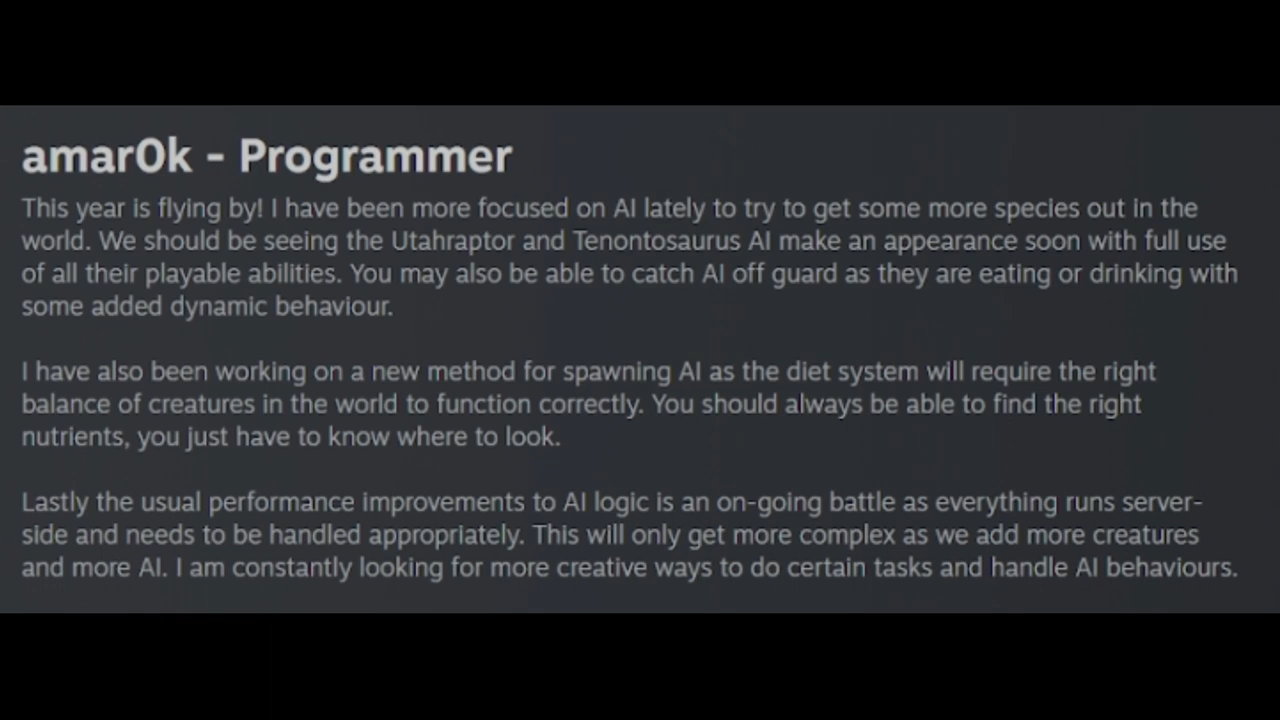 amar0k - Programmer
This year is flying by! I have been more focused on AI lately to try to get some more species out in the
world. We should be seeing the Utahraptor and Tenontosaurus AI make an appearance soon with full use
of all their playable abilities. You may also be able to catch AI off guard as they are eating or drinking with
some added dynamic behaviour.
I have also been working on a new method for spawning AI as the diet system will require the right
balance of creatures in the world to function correctly. You should always be able to find the right
nutrients, you just have to know where to look.
Lastly the usual performance improvements to AI logic is an on-going battle as everything runs server-
side and needs to be handled appropriately. This will only get more complex as we add more creatures
and more AI. I am constantly looking for more creative ways to do certain tasks and handle AI behaviours.